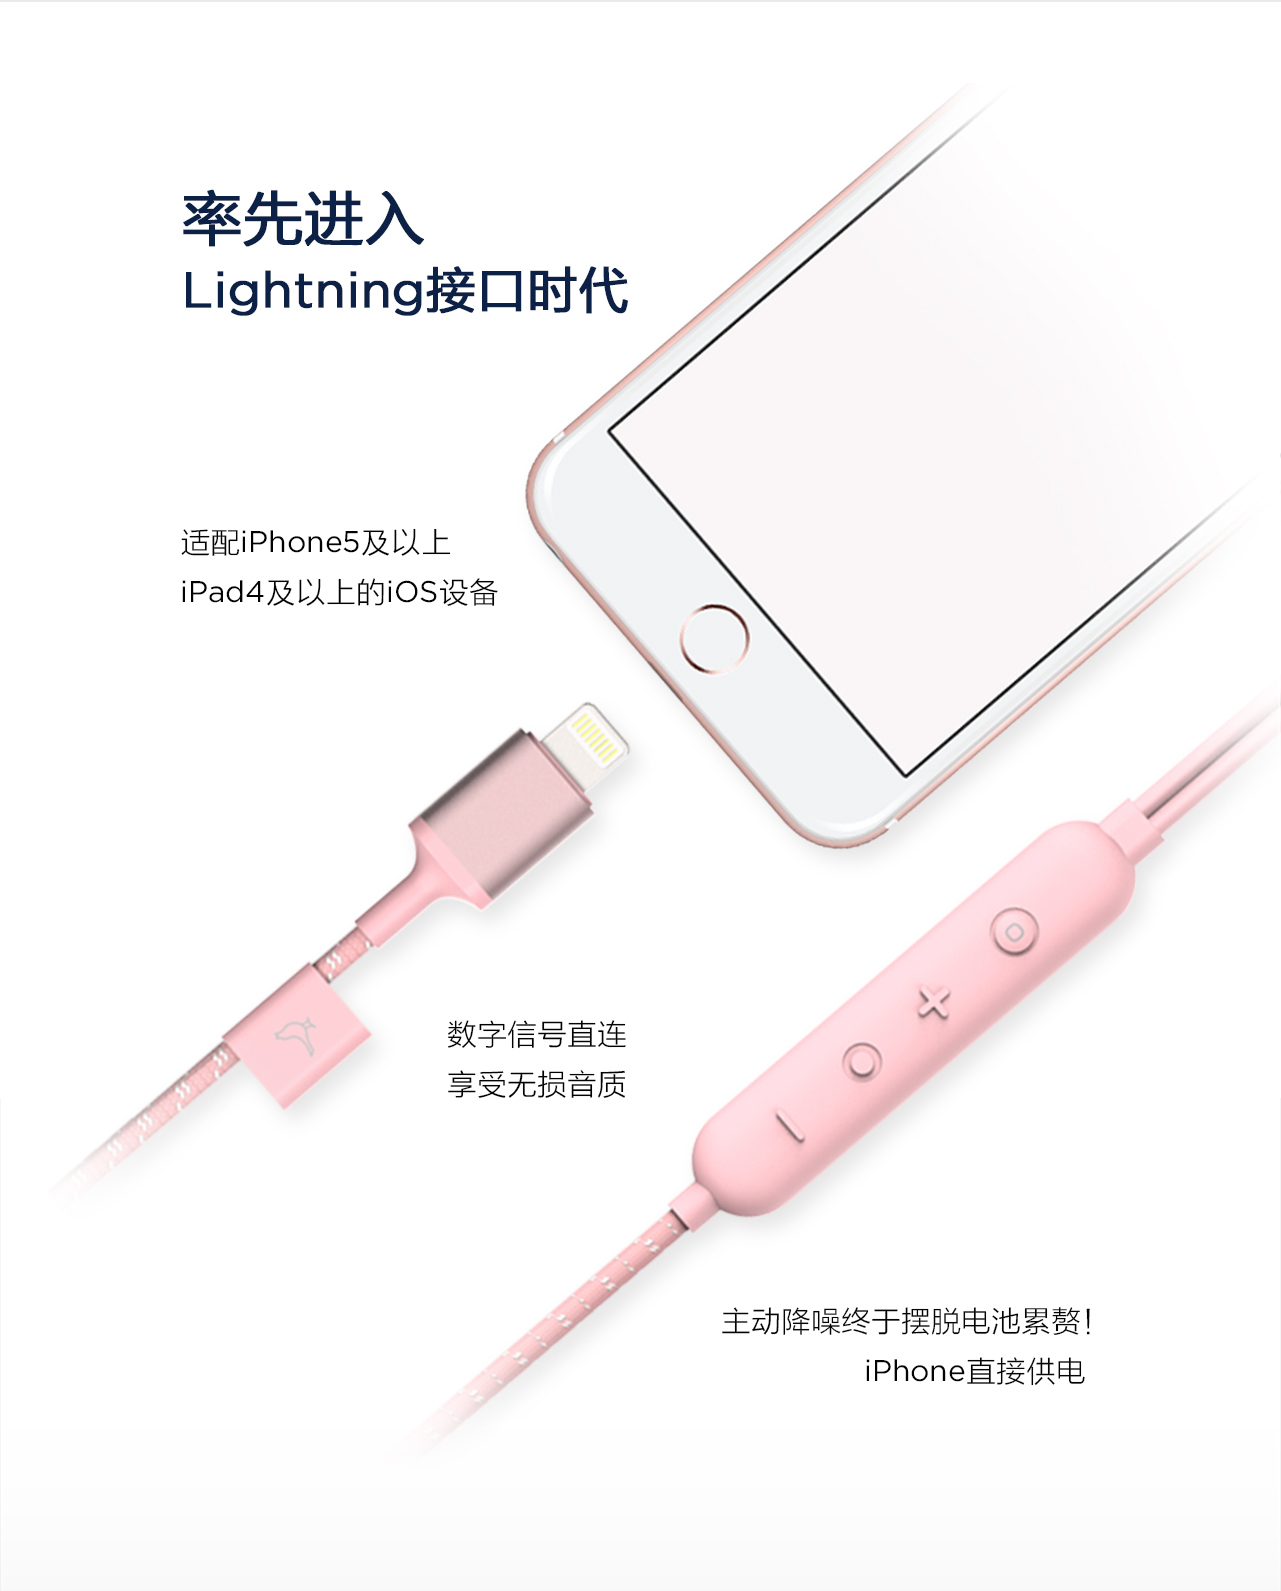 率先进入
Lightning接口时代
适配iPhone5及以上
iPad4及以上的iOS设备
数字信号直连
享受无损音质
主动降噪终于摆脱电池累赘！
iPhone直接供电